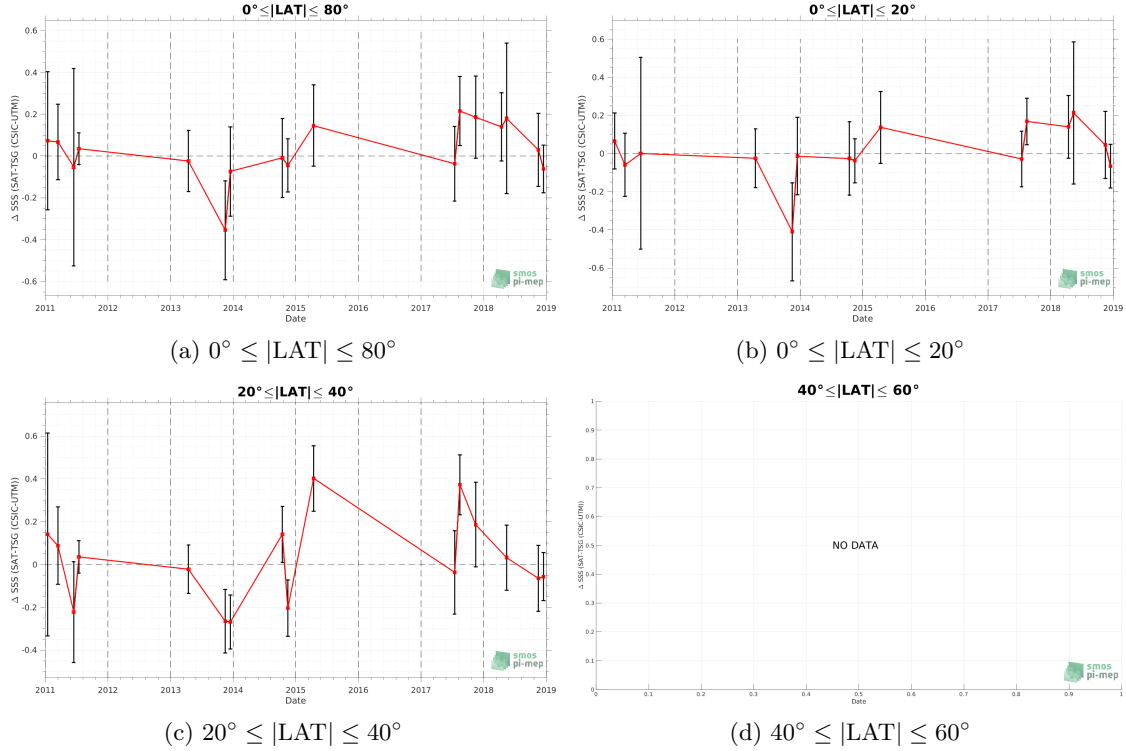 0°≤|LAT|≤ 80°
Δ SSS (SAT-TSG (CSIC-UTM))
0.6
0.4
0.2
0
-0.2
-0.4
-0.6
2011 2012 2013 2014 2015 2016 2017 2018 2019
Date
smos
pi-mep
(a) 0° ≤ |LAT| ≤ 80°
0°≤|LAT|≤ 20°
Δ SSS (SAT-TSG (CSIC-UTM))
0.6
0.4
0.2
0
-0.2
-0.4
-0.6
2011 2012 2013 2014 2015 2016 2017 2018 2019
Date
smos
pi-mep
(b) 0° ≤ |LAT| ≤ 20°
20°≤|LAT|≤ 40°
Δ SSS (SAT-TSG (CSIC-UTM))
0.6
0.4
0.2
0
-0.2
-0.4
2011 2012 2013 2014 2015 2016 2017 2018 2019
Date
smos
pi-mep
(c) 20° ≤ |LAT| ≤ 40°
40°≤|LAT|≤ 60°
Δ SSS (SAT-TSG (CSIC-UTM))
1
0.9
0.8
0.7
0.6
0.5
0.4
0.3
0.2
0.1
0
NO DATA
0 0.1 0.2 0.3 0.4 0.5 0.6 0.7 0.8 0.9 1
Date
smos
pi-mep
(d) 40° ≤ |LAT| ≤ 60°